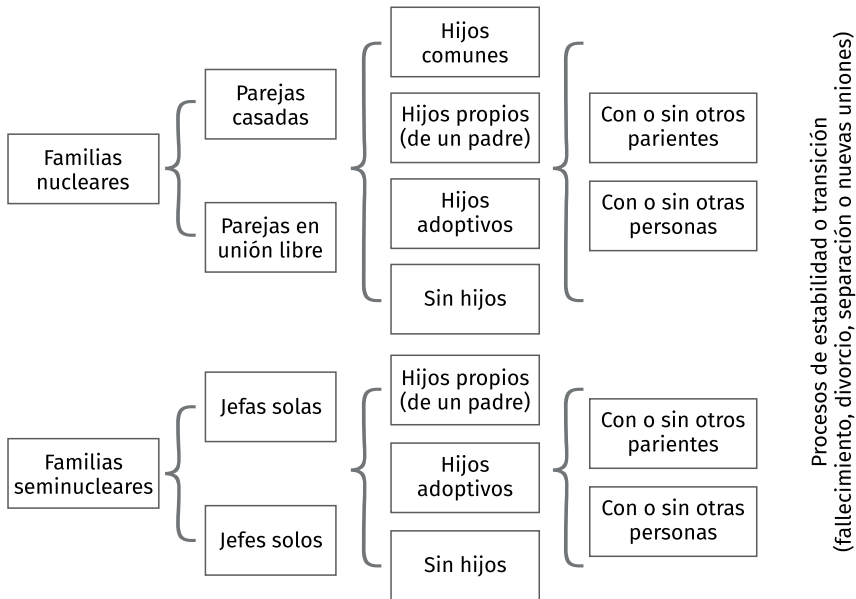 Familias
nucleares
Parejas
casadas
Parejas en
unión libre
Hijos
comunes
Hijos propios
(de un padre)
Hijos
adoptivos
Sin hijos
Con o sin otros
parientes
Con o sin otras
personas
Familias
seminucleares
Jefas solas
Jefes solos
Hijos propios
(de un padre)
Hijos
adoptivos
Sin hijos
Con o sin otros
parientes
Con o sin otras
personas
Procesos de estabilidad o transición
(fallecimiento, divorcio, separación o nuevas uniones)